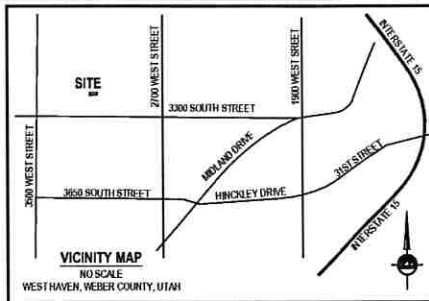 INTERSTATE 15
2700 WEST STREET
1900 WEST SREET
SITE
3300 SOUTH STREET
3500 WEST STREET
MIDLAND DRIVE
31ST STREET
3650 SOUTH STREET
HINCKLEY DRIVE
INTERSTATE 15
VICINITY MAP
NO SCALE
WEST HAVEN, WEBER COUNTY, UTAH